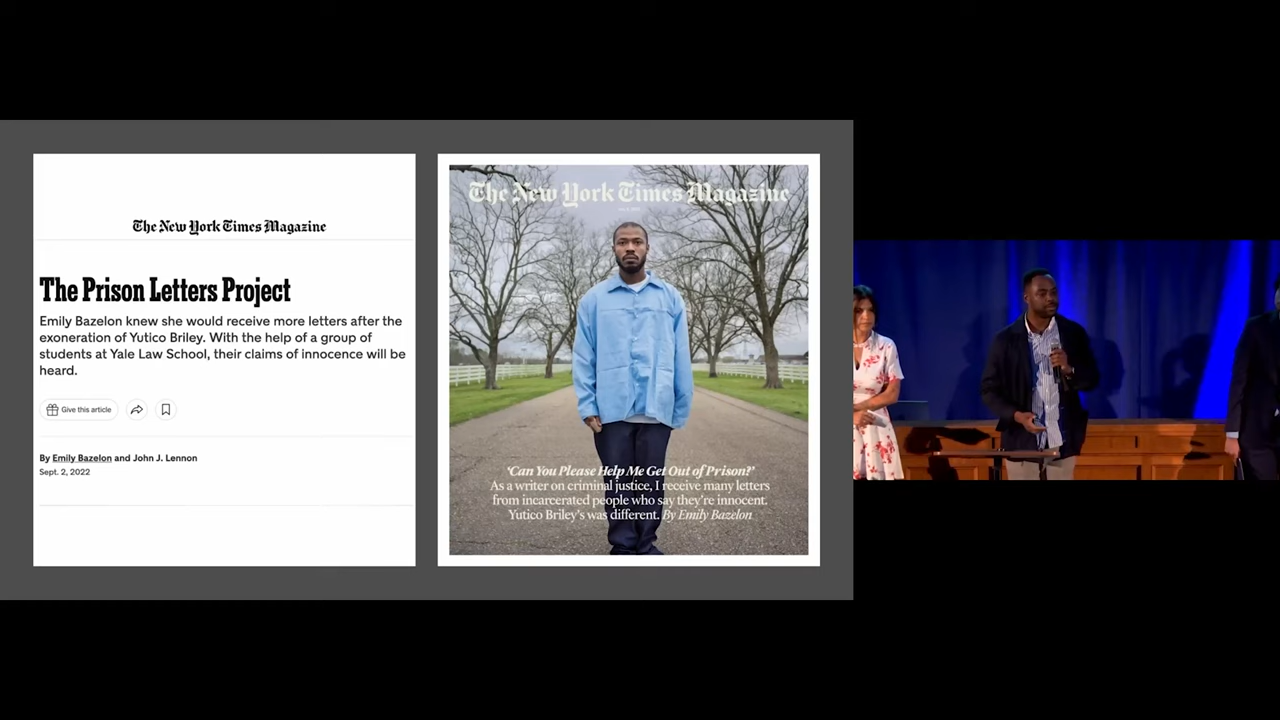 The New York Times Magazine
The Prison Letters Project
Emily Bazelon knew she would receive more letters after the
exoneration of Yutico Briley. With the help of a group of
students at Yale Law School, their claims of innocence will be
heard.
Give this article
By Emily Bazelon and John J. Lennon
Sept. 2, 2022
The New York Times Magazine
‘Can You Please Help Me Get Out of Prison?’
As a writer on criminal justice, I receive many letters
from incarcerated people who say they’re innocent.
Yutico Briley’s was different. By Emily Bazelon